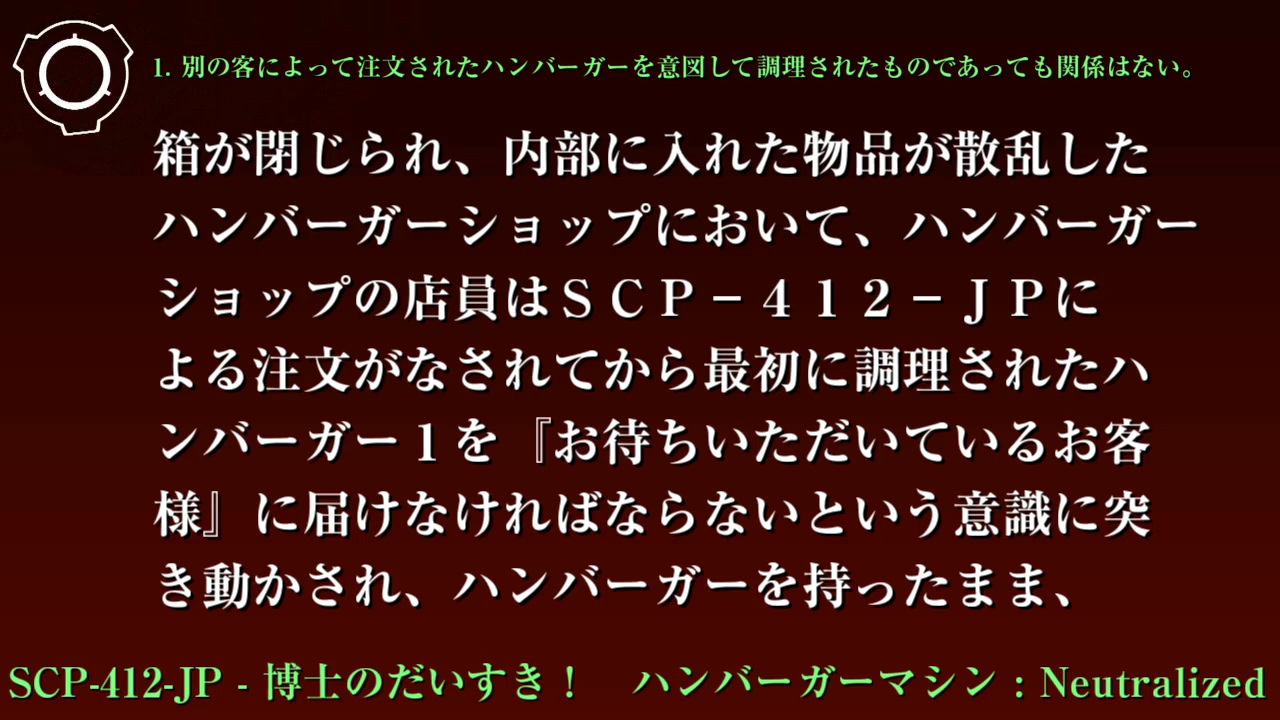 1. 別の客によって注文されたハンバーガーを意図して調理されたものであっても関係はない。
箱が閉じられ、内部に入れた物品が散乱した
ハンバーガーショップにおいて、ハンバーガー
ショップの店員はＳＣＰ－４１２－ＪＰに
よる注文がなされてから最初に調理されたハ
ンバーガー１を『お待ちいただいているお客
様』に届けなければならないという意識に突
き動かされ、ハンバーガーを持ったまま、
SCP-412-JP - 博士のだいすき！　ハンバーガーマシン : Neutralized